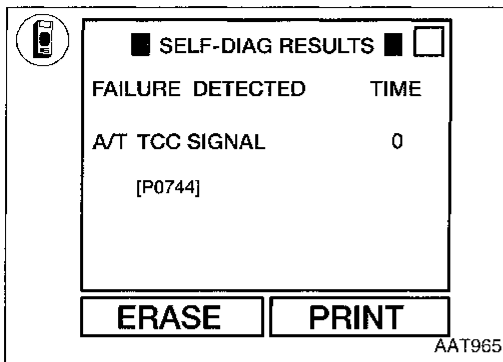 ■ SELF-DIAG RESULTS ■
FAILURE DETECTED TIME
A/T TCC SIGNAL 0
[P0744]
ERASE PRINT
AAT965